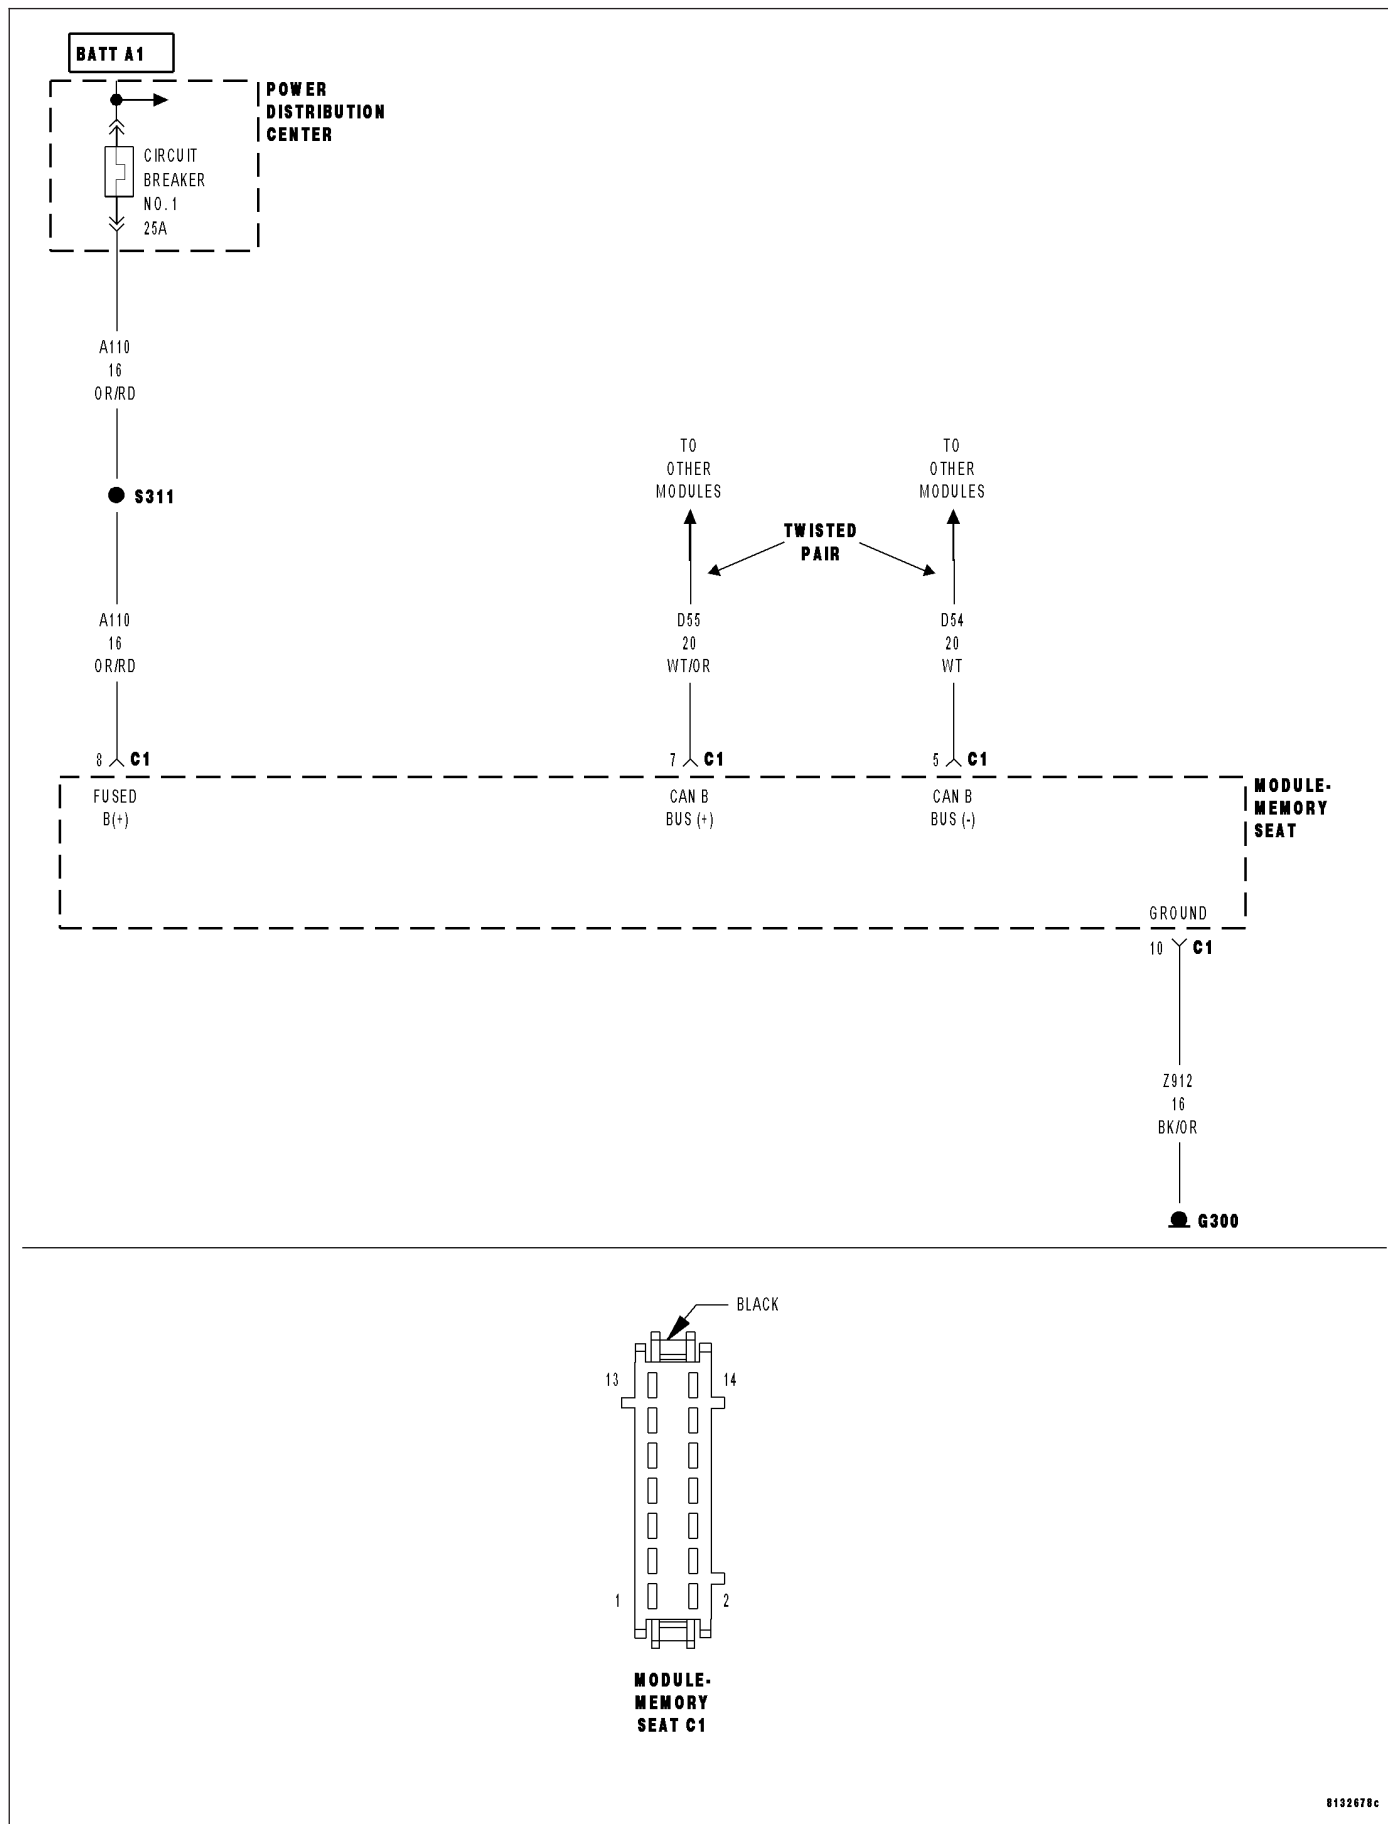 BATT A1
POWER
DISTRIBUTION
CENTER
CIRCUIT
BREAKER
NO.1
25A
A110
16
OR/RD
S311
A110
16
OR/RD
8 C1
TO
OTHER
MODULES
TO
OTHER
MODULES
TWISTED
PAIR
D55
20
WT/OR
D54
20
WT
7 C1
5 C1
FUSED
B(+)
CAN B
BUS (+)
CAN B
BUS (-)
MODULE-
MEMORY
SEAT
GROUND
10 C1
Z912
16
BK/OR
G300
BLACK
13
14
1
2
MODULE-
MEMORY
SEAT C1
8132678c